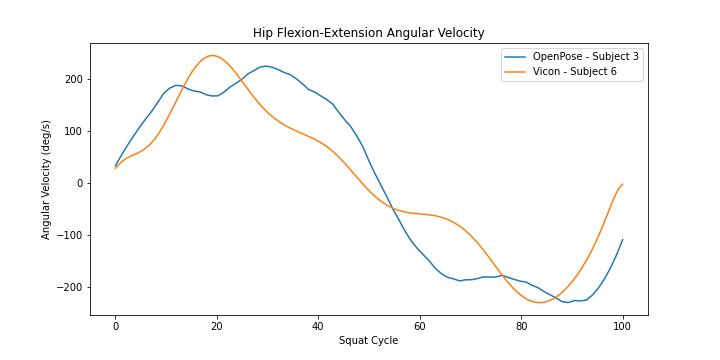 Hip Flexion-Extension Angular Velocity
OpenPose - Subject 3
Vicon - Subject 6
Angular Velocity (deg/s)
200
100
0
−100
−200
0 20 40 60 80 100
Squat Cycle